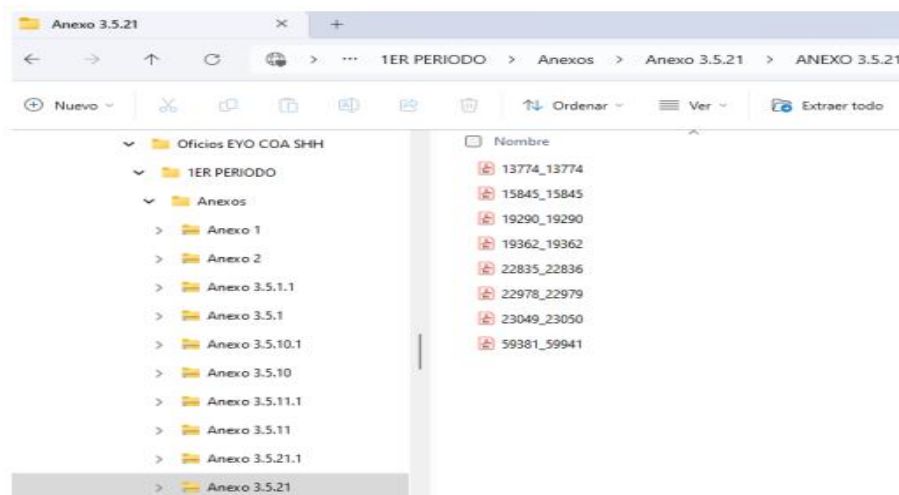 Anexo 3.5.21
1ER PERIODO > Anexos > Anexo 3.5.21 > ANEXO 3.5.21
Nuevo
Ordenar
Ver
Extraer todo
Oficios EYO COA SHH
1ER PERIODO
Anexos
Anexo 1
Anexo 2
Anexo 3.5.1.1
Anexo 3.5.1
Anexo 3.5.10.1
Anexo 3.5.10
Anexo 3.5.11.1
Anexo 3.5.11
Anexo 3.5.21.1
Anexo 3.5.21
Nombre
13774_13774
15845_15845
19290_19290
19362_19362
22835_22836
22978_22979
23049_23050
59381_59941